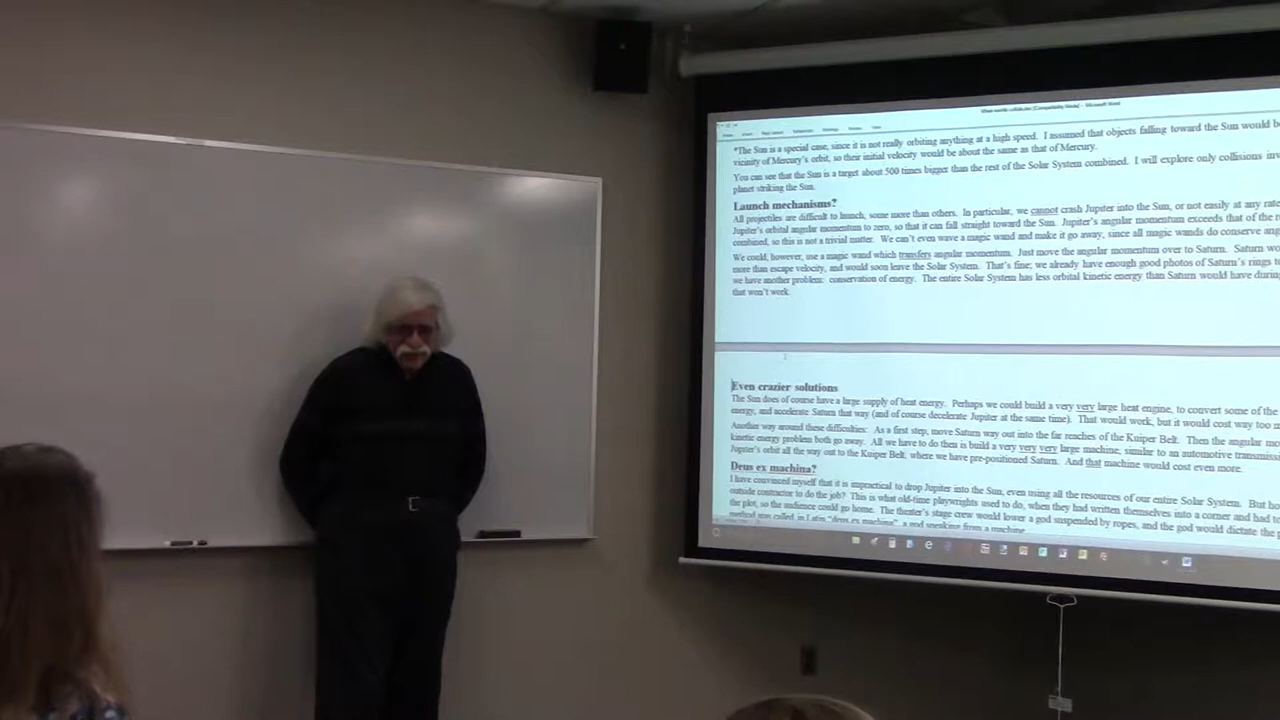 *The Sun is a special case, since it is not really orbiting anything at a high speed. I assumed that objects falling toward the Sun would b
vicinity of Mercury's orbit, so their initial velocity would be about the same as that of Mercury.
You can see that the Sun is a target about 500 times bigger than the rest of the Solar System combined. I will explore only collisions inv
planet striking the Sun.
Launch mechanisms?
All projectiles are difficult to launch, some more than others. In particular, we cannot crash Jupiter into the Sun, or not easily at any rate
Jupiter's orbital angular momentum to zero, so that it can fall straight toward the Sun. Jupiter's angular momentum exceeds that of the r
combined, so this is not a trivial matter. We can't even wave a magic wand and make it go away, since all magic wands do conserve ang
We could, however, use a magic wand which transfers angular momentum. Just move the angular momentum over to Saturn. Saturn wo
more than escape velocity, and would soon leave the Solar System. That's fine; we already have enough good photos of Saturn's rings to
we have another problem: conservation of energy. The entire Solar System has less orbital kinetic energy than Saturn would have durin
that won't work.
Even crazier solutions
The Sun does of course have a large supply of heat energy. Perhaps we could build a very very large heat engine, to convert some of the
energy, and accelerate Saturn that way (and of course decelerate Jupiter at the same time). That would work, but it would cost way too m
Another way around these difficulties: As a first step, move Saturn way out into the far reaches of the Kuiper Belt. Then the angular mo
kinetic energy problem both go away. All we have to do then is build a very very very large machine, similar to an automotive transmissi
Jupiter's orbit all the way out to the Kuiper Belt, where we have pre-positioned Saturn. And that machine would cost even more.
Deus ex machina?
I have convinced myself that it is impractical to drop Jupiter into the Sun, even using all the resources of our entire Solar System. But ho
outside contractor to do the job? This is what old-time playwrights used to do, when they had written themselves into a corner and had t
the plot, so the audience could go home. The theater's stage crew would lower a god suspended by ropes, and the god would dictate the p
method was called in Latin "deus ex machina", a god speaking from a machine